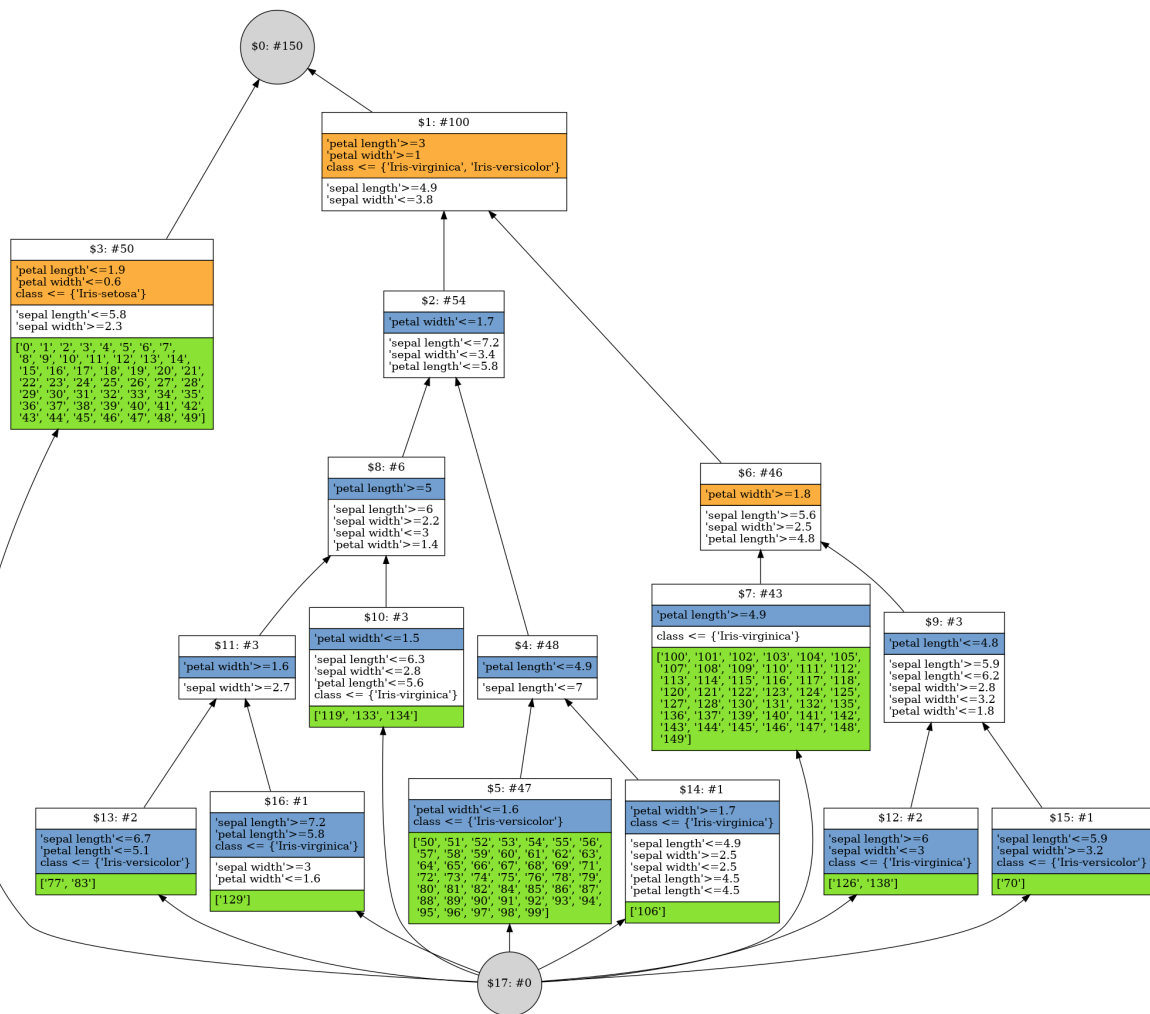 $0: #150
$1: #100
'petal length'>=3
'petal width'>=1
class <= {'Iris-virginica', 'Iris-versicolor'}
'sepal length'>=4.9
'sepal width'<=3.8
$3: #50
'petal length'<=1.9
'petal width'<=0.6
class <= {'Iris-setosa'}
'sepal length'<=5.8
'sepal width'>=2.3
['0', '1', '2', '3', '4', '5', '6', '7',
'8', '9', '10', '11', '12', '13', '14',
'15', '16', '17', '18', '19', '20', '21',
'22', '23', '24', '25', '26', '27', '28',
'29', '30', '31', '32', '33', '34', '35',
'36', '37', '38', '39', '40', '41', '42',
'43', '44', '45', '46', '47', '48', '49']
$2: #54
'petal width'<=1.7
'sepal length'<=7.2
'sepal width'<=3.4
'petal length'<=5.8
$8: #6
'petal length'>=5
'sepal length'>=6
'sepal width'>=2.2
'sepal width'<=3
'petal width'>=1.4
$6: #46
'petal width'>=1.8
'sepal length'>=5.6
'sepal width'>=2.5
'petal length'>=4.8
$7: #43
'petal length'>=4.9
class <= {'Iris-virginica'}
['100', '101', '102', '103', '104', '105',
'107', '108', '109', '110', '111', '112',
'113', '114', '115', '116', '117', '118',
'120', '121', '122', '123', '124', '125',
'127', '128', '130', '131', '132', '135',
'136', '137', '139', '140', '141', '142',
'143', '144', '145', '146', '147', '148',
'149']
$10: #3
'petal width'<=1.5
'sepal length'<=6.3
'sepal width'<=2.8
'petal length'<=5.6
class <= {'Iris-virginica'}
['119', '133', '134']
$9: #3
'petal length'<=4.8
'sepal length'>=5.9
'sepal length'<=6.2
'sepal width'>=2.8
'sepal width'<=3.2
'petal width'<=1.8
$11: #3
'petal width'>=1.6
'sepal width'>=2.7
$4: #48
'petal length'<=4.9
'sepal length'<=7
$13: #2
'sepal length'<=6.7
'petal length'<=5.1
class <= {'Iris-versicolor'}
['77', '83']
$16: #1
'sepal length'>=7.2
'petal length'>=5.8
class <= {'Iris-virginica'}
'sepal width'>=3
'petal width'<=1.6
['129']
$5: #47
'petal width'<=1.6
class <= {'Iris-versicolor'}
['50', '51', '52', '53', '54', '55', '56',
'57', '58', '59', '60', '61', '62', '63',
'64', '65', '66', '67', '68', '69', '71',
'72', '73', '74', '75', '76', '78', '79',
'80', '81', '82', '84', '85', '86', '87',
'88', '89', '90', '91', '92', '93', '94',
'95', '96', '97', '98', '99']
$14: #1
'petal width'>=1.7
class <= {'Iris-virginica'}
'sepal length'<=4.9
'sepal width'>=2.5
'sepal width'<=2.5
'petal length'>=4.5
'petal length'<=4.5
['106']
$12: #2
'sepal length'>=6
'sepal width'<=3
class <= {'Iris-virginica'}
['126', '138']
$15: #1
'sepal length'<=5.9
'sepal width'>=3.2
class <= {'Iris-versicolor'}
['70']
$17: #0